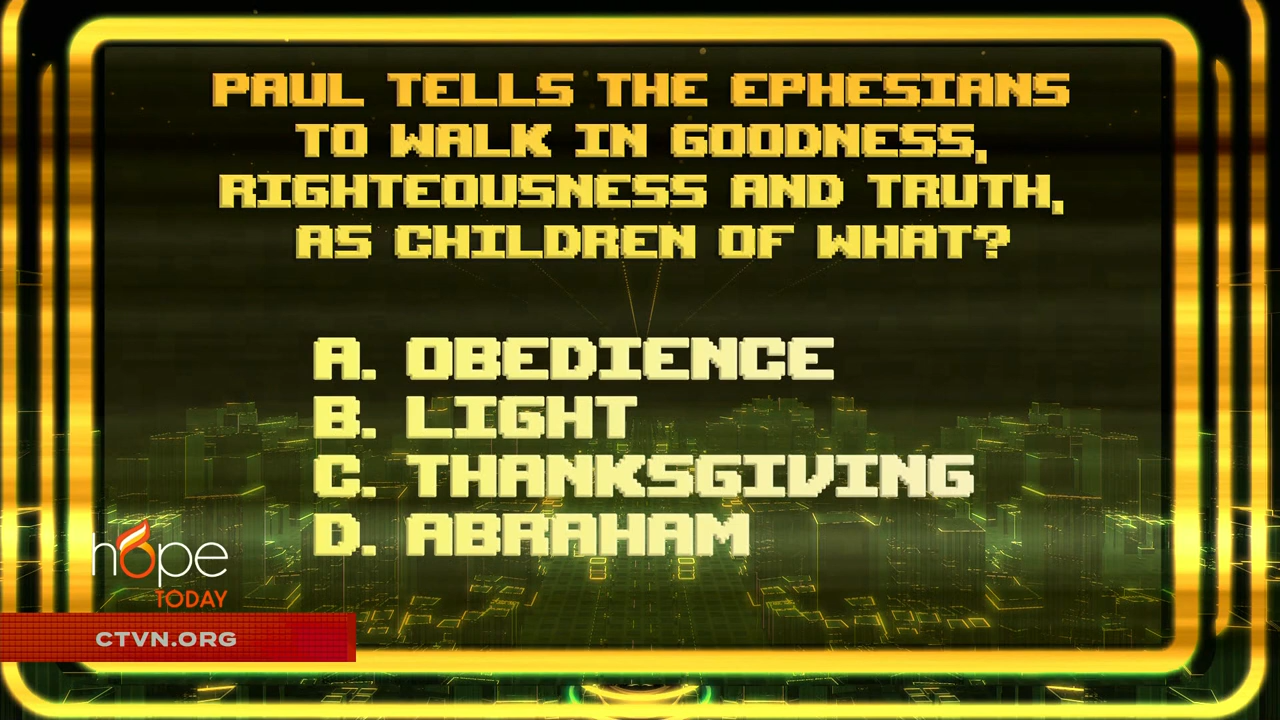 PAUL TELLS THE EPHESIANS
TO WALK IN GOODNESS,
RIGHTEOUSNESS AND TRUTH,
AS CHILDREN OF WHAT?
A. OBEDIENCE
B. LIGHT
C. THANKSGIVING
D. ABRAHAM
hope
TODAY
CTVN.ORG